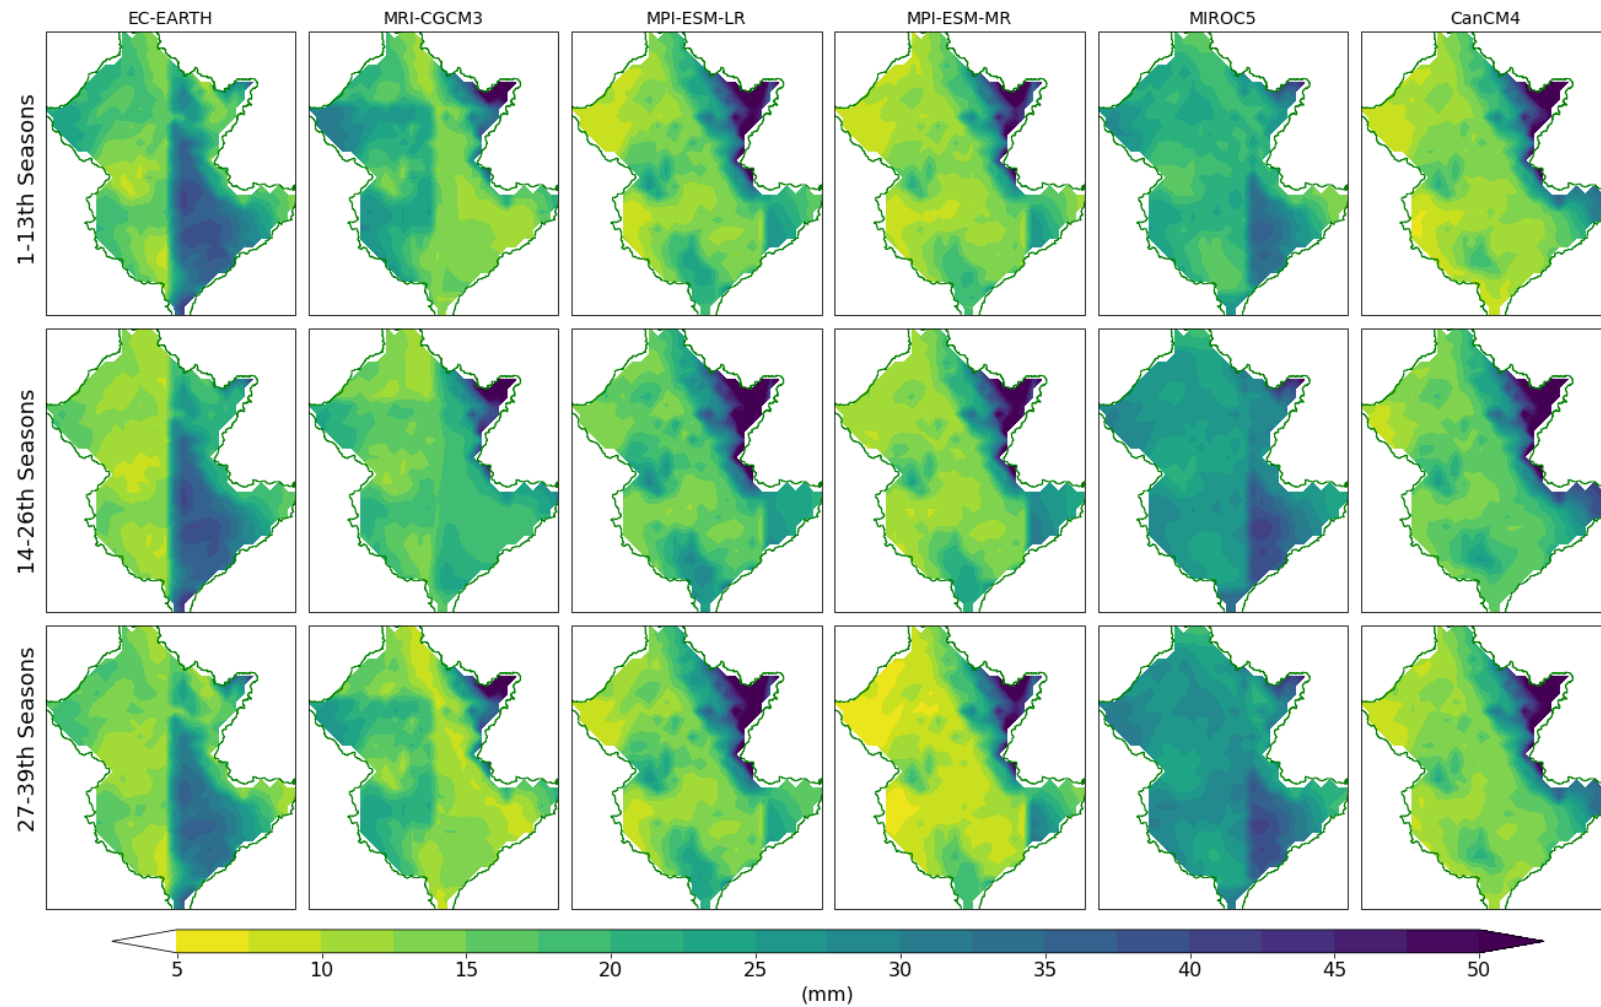 EC-EARTH MRI-CGCM3 MPI-ESM-LR MPI-ESM-MR MIROC5 CanCM4
1-13th Seasons
14-26th Seasons
27-39th Seasons
5 10 15 20 25 30 35 40 45 50
(mm)